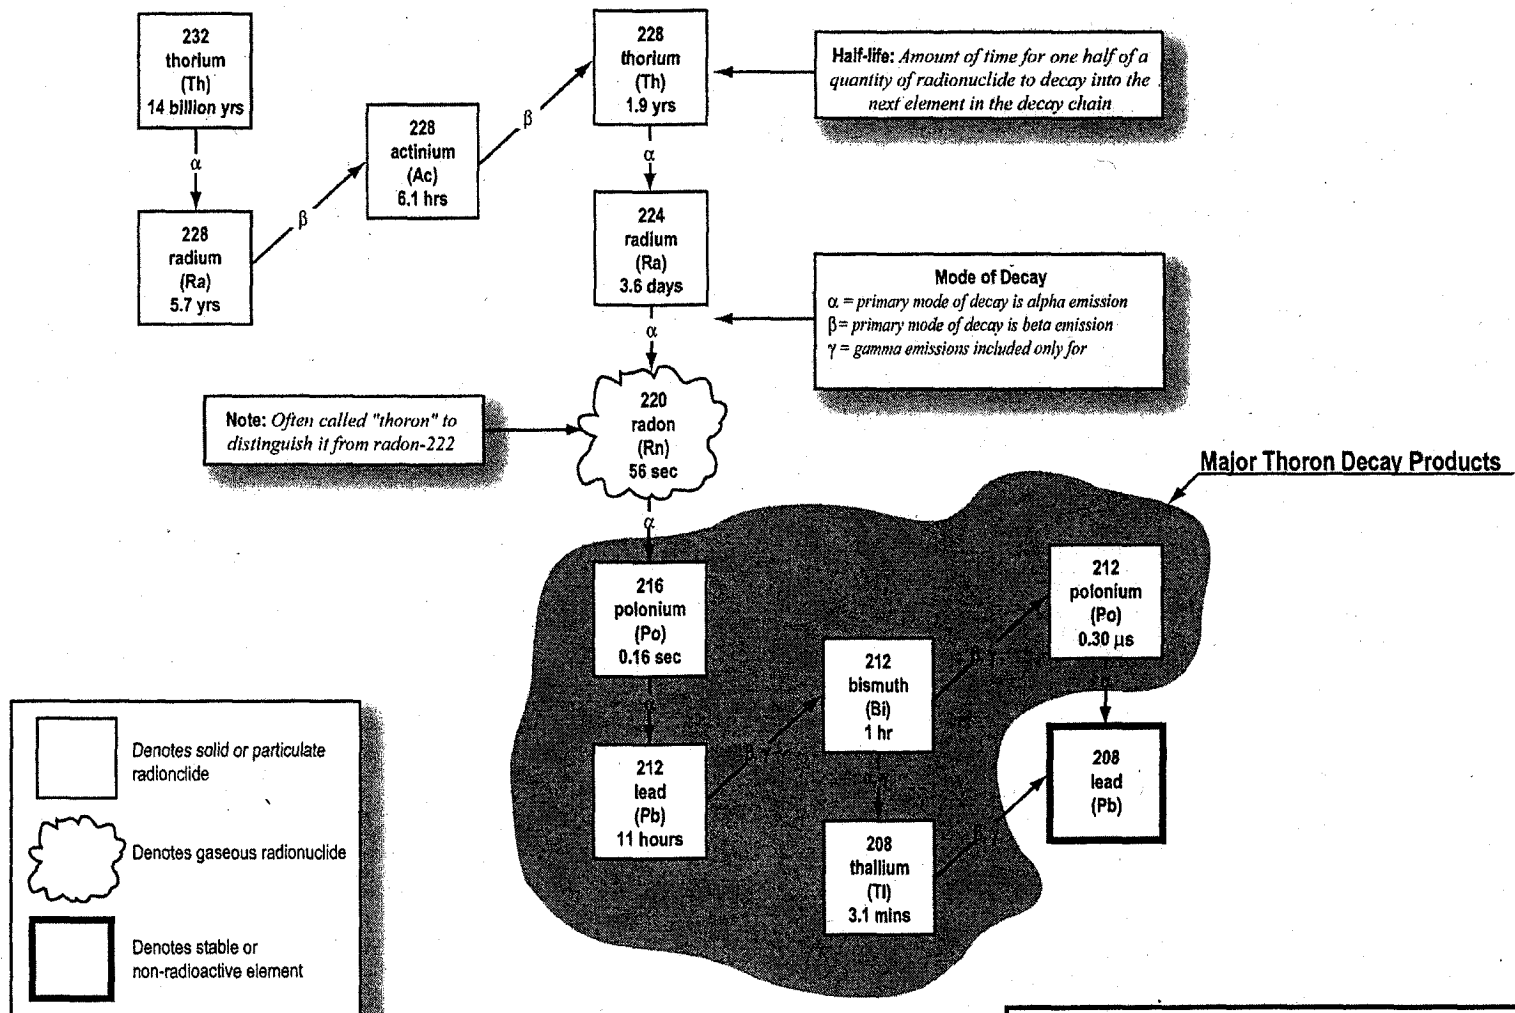 232
thorium
(Th)
14 billion yrs
α
228
radium
(Ra)
5.7 yrs
β
228
actinium
(Ac)
6.1 hrs
β
228
thorium
(Th)
1.9 yrs
α
224
radium
(Ra)
3.6 days
α
220
radon
(Rn)
56 sec
α
216
polonium
(Po)
0.16 sec
212
lead
(Pb)
11 hours
212
bismuth
(Bi)
1 hr
208
thallium
(Tl)
3.1 mins
212
polonium
(Po)
0.30 μs
208
lead
(Pb)
Half-life: Amount of time for one half of a
quantity of radionuclide to decay into the
next element in the decay chain
Mode of Decay
α = primary mode of decay is alpha emission
β= primary mode of decay is beta emission
γ = gamma emissions included only for
Note: Often called "thoron" to
distinguish it from radon-222
Major Thoron Decay Products
Denotes solid or particulate
radionclide
Denotes gaseous radionuclide
Denotes stable or
non-radioactive element